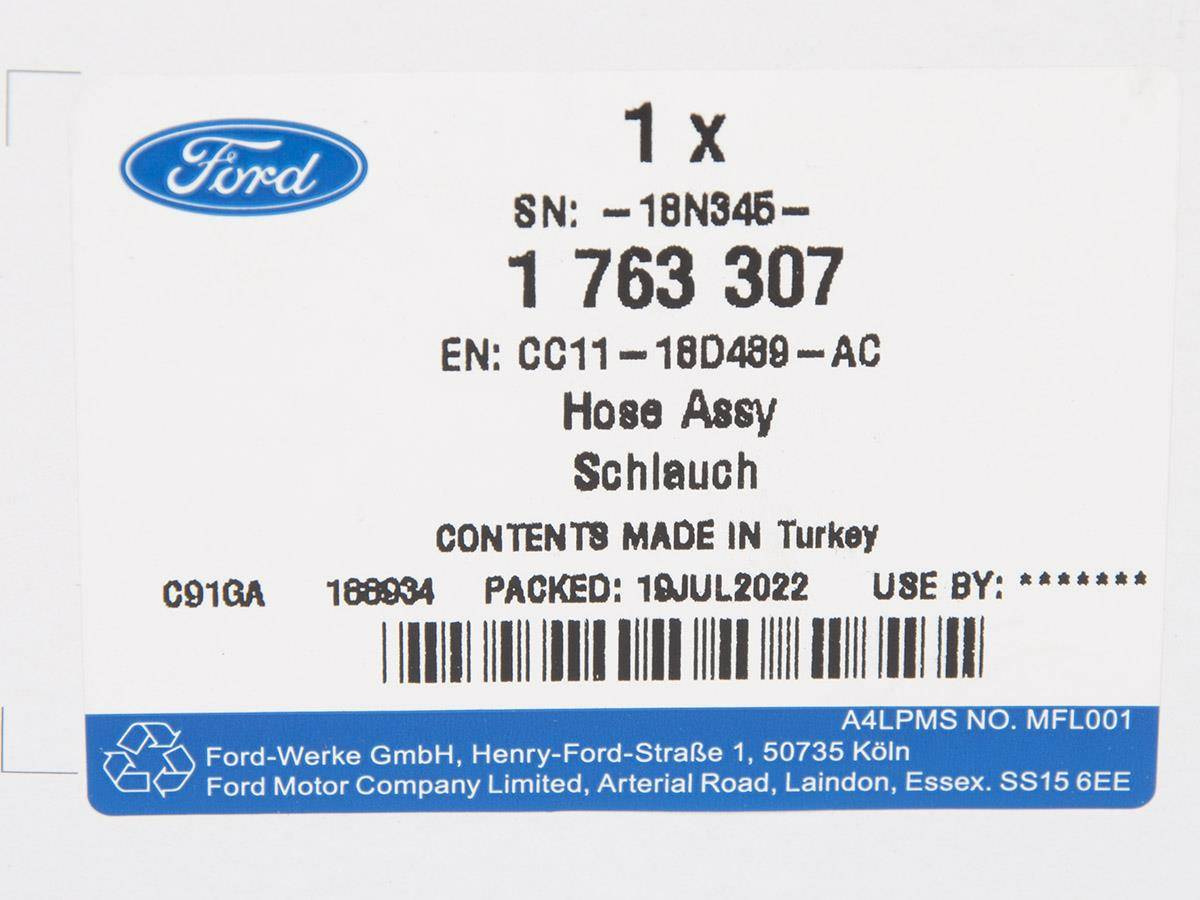 Ford
1 x
SN: -18N345-
1 763 307
EN: CC11-18D489-AC
Hose Assy
Schlauch
CONTENTS MADE IN Turkey
C91GA PACKED: 19JUL2022 USE BY: *******
A4LPMS NO. MFL001
Ford-Werke GmbH, Henry-Ford-Straße 1, 50735 Köln
Ford Motor Company Limited, Arterial Road, Laindon, Essex. SS15 6EE